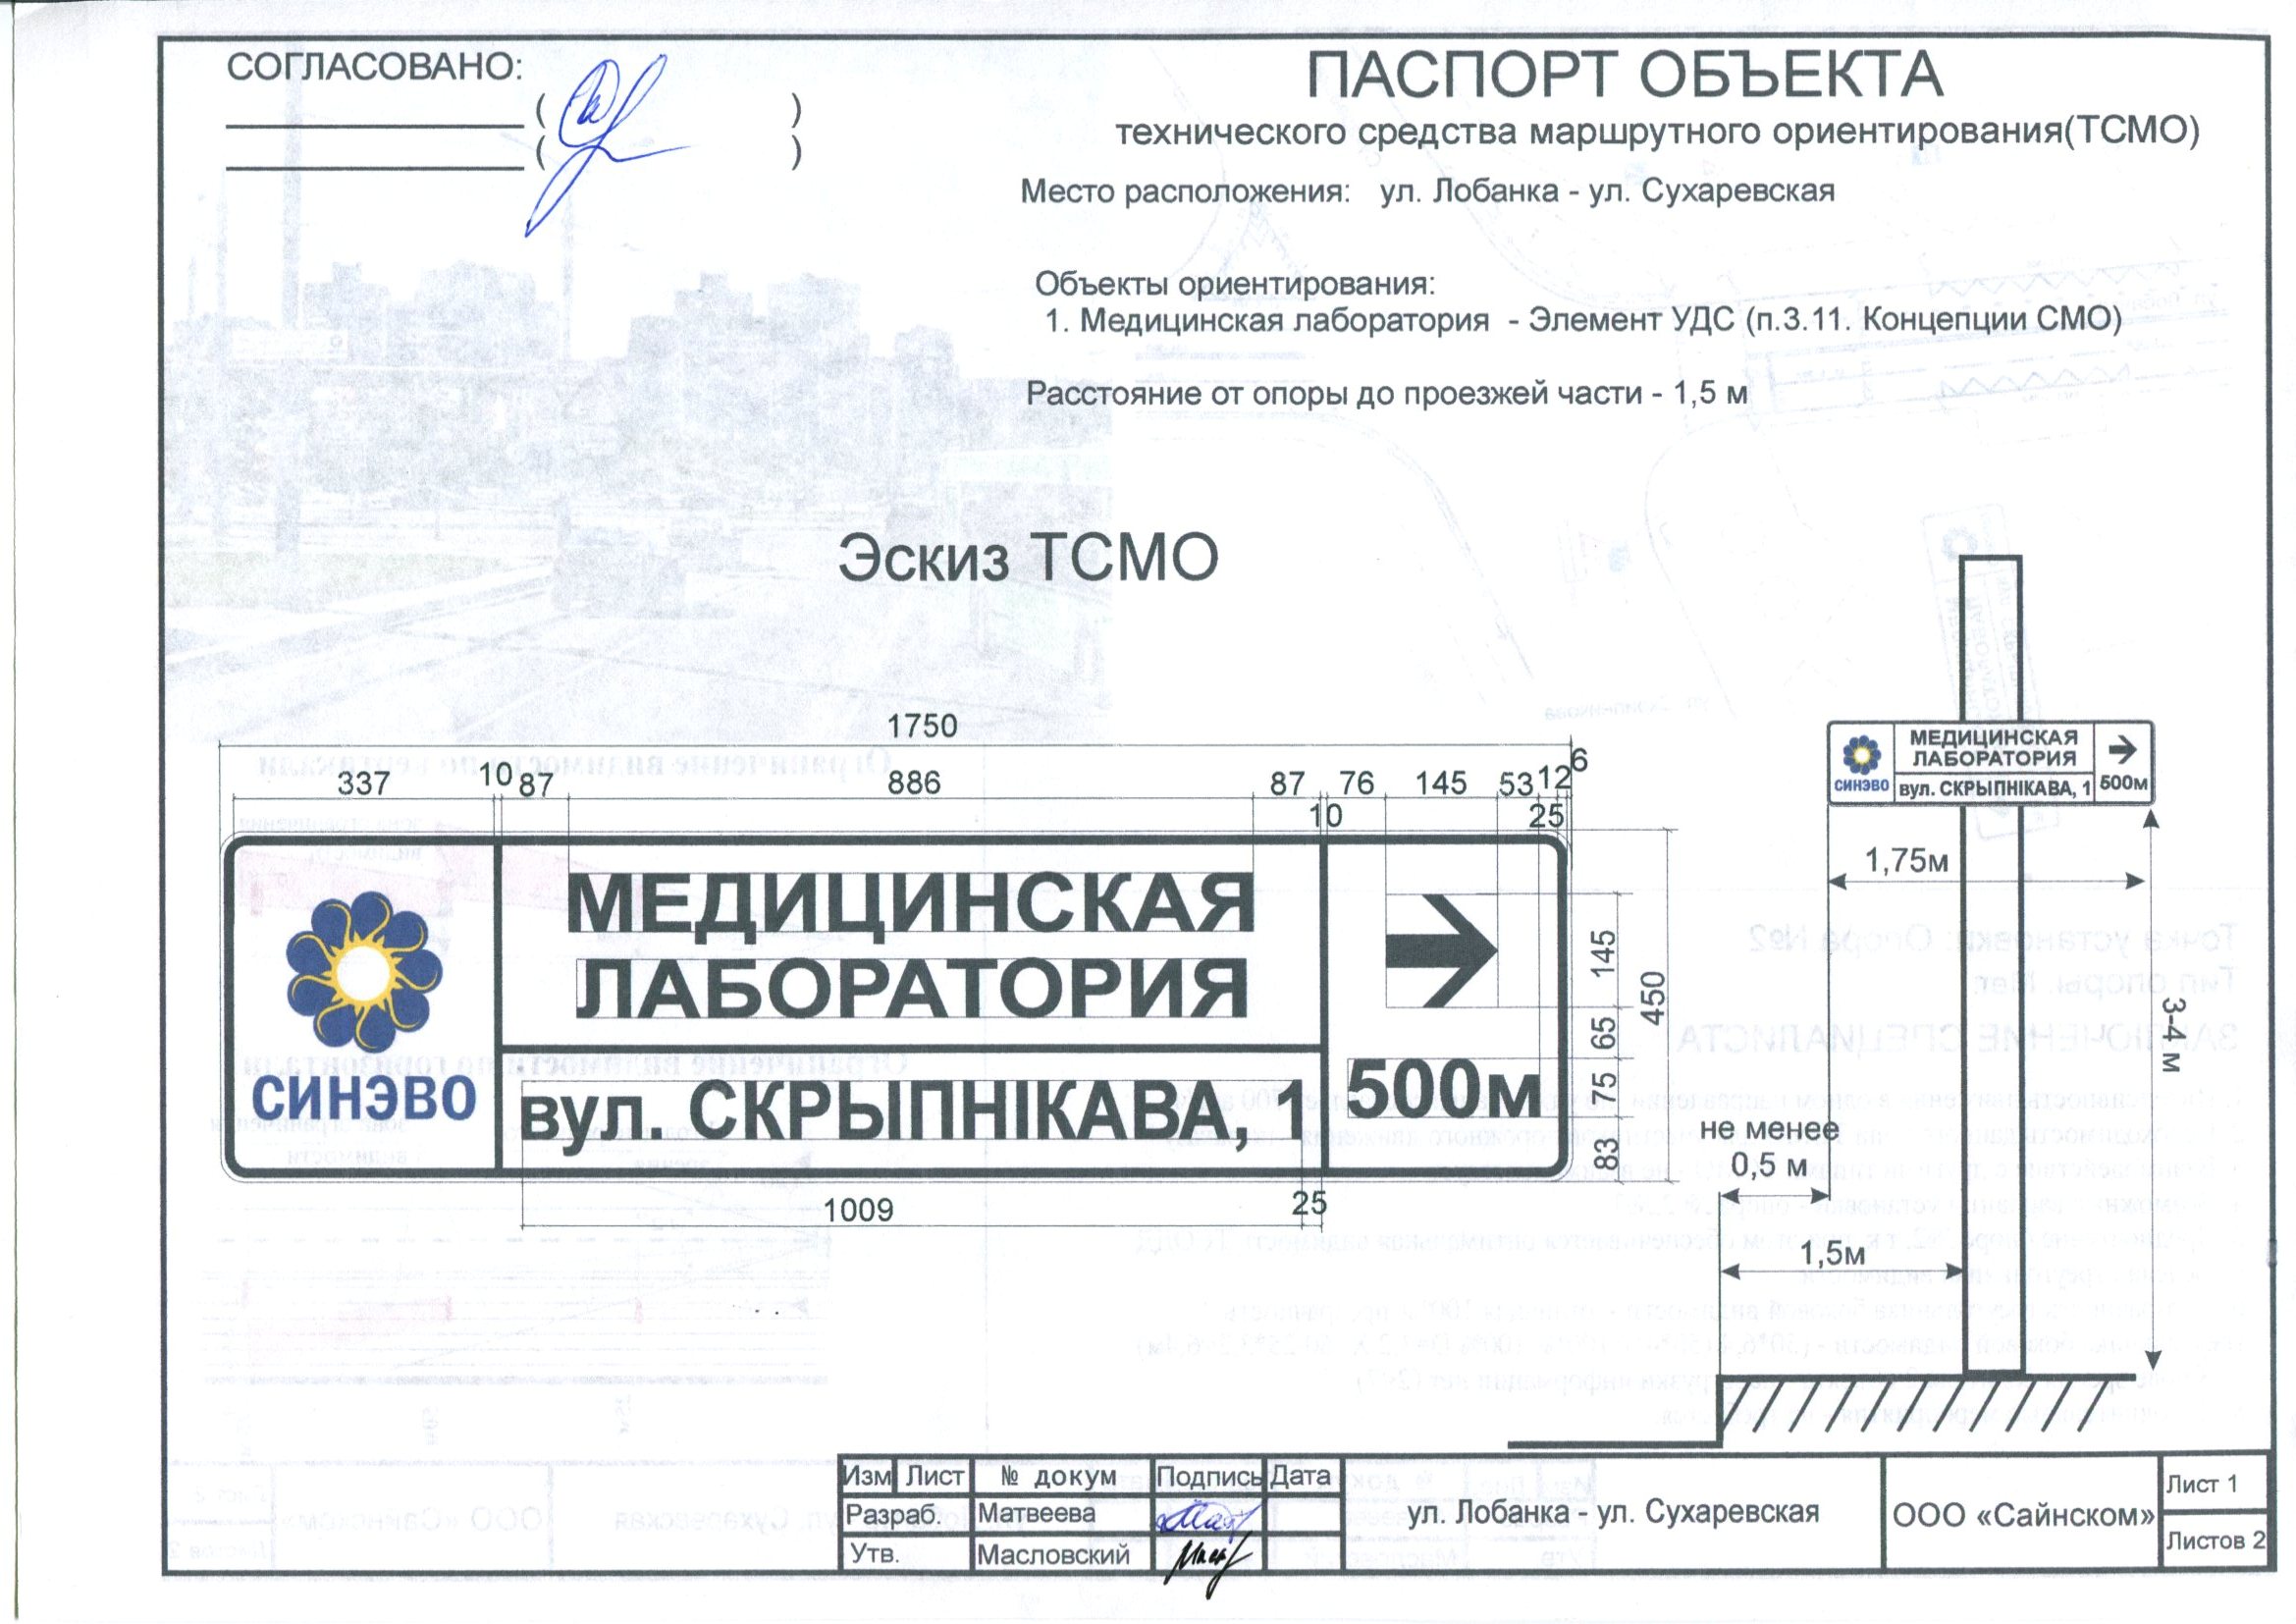 СОГЛАСОВАНО:
( )
( )
ПАСПОРТ ОБЪЕКТА
технического средства маршрутного ориентирования(ТСМО)
Место расположения: ул. Лобанка - ул. Сухаревская
Объекты ориентирования:
1. Медицинская лаборатория - Элемент УДС (п.3.11. Концепции СМО)
Расстояние от опоры до проезжей части - 1,5 м
Эскиз ТСМО
1750
6
337 10 87 886 87 76 145 53 12
10 25
МЕДИЦИНСКАЯ
ЛАБОРАТОРИЯ
СИНЭВО
вул. СКРЫПНІКАВА, 1
500м
145
65
75
83
450
1009 25
МЕДИЦИНСКАЯ
ЛАБОРАТОРИЯ
СИНЭВО
вул. СКРЫПНІКАВА, 1
500м
1,75м
3-4 м
не менее
0,5 м
1,5м
Изм Лист № докум Подпись Дата
Разраб. Матвеева
Утв. Масловский
ул. Лобанка - ул. Сухаревская
ООО «Сайнском»
Лист 1
Листов 2